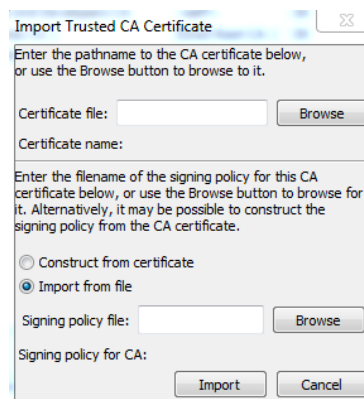 Import Trusted CA Certificate
Enter the pathname to the CA certificate below,
or use the Browse button to browse to it.
Certificate file:
Browse
Certificate name:
Enter the filename of the signing policy for this CA
certificate below, or use the Browse button to browse for
it. Alternatively, it may be possible to construct the
signing policy from the CA certificate.
Construct from certificate
Import from file
Signing policy file:
Browse
Signing policy for CA:
Import
Cancel